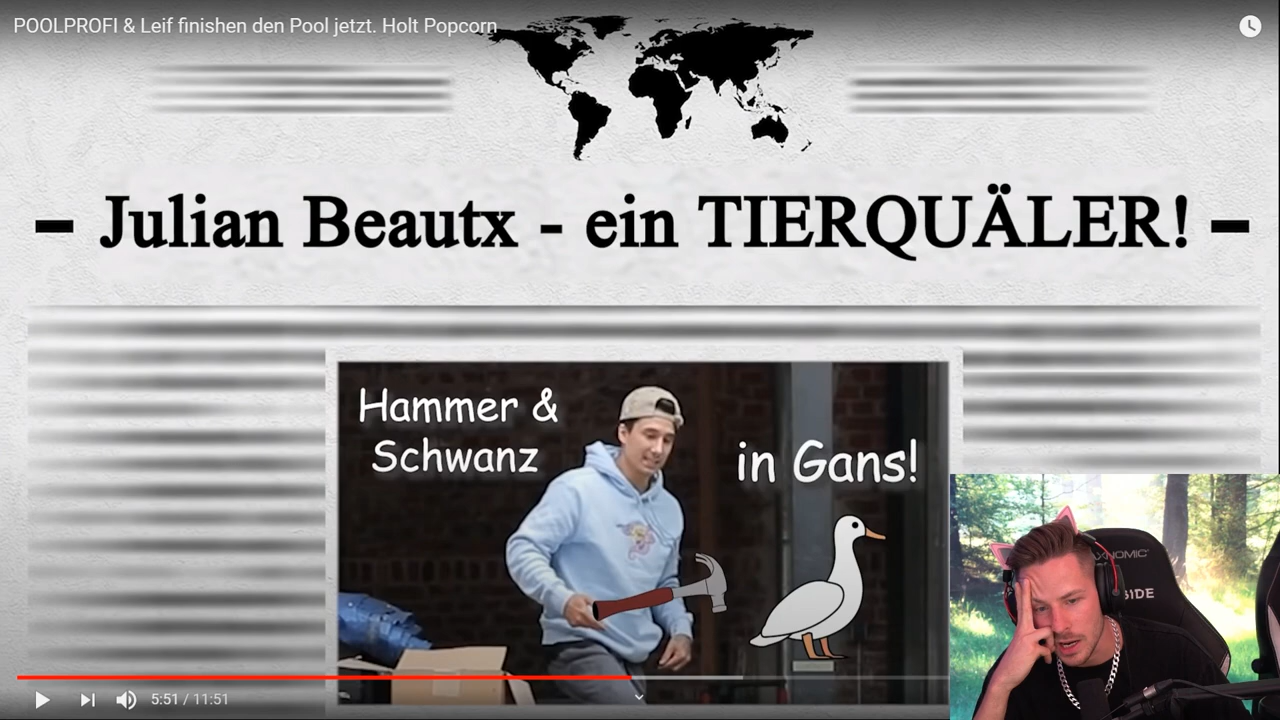 POOLPROFI & Leif finishen den Pool jetzt. Holt Popcorn
– Julian Beautx - ein TIERQUÄLER! –
Hammer &
Schwanz
in Gans!
5:51 / 11:51